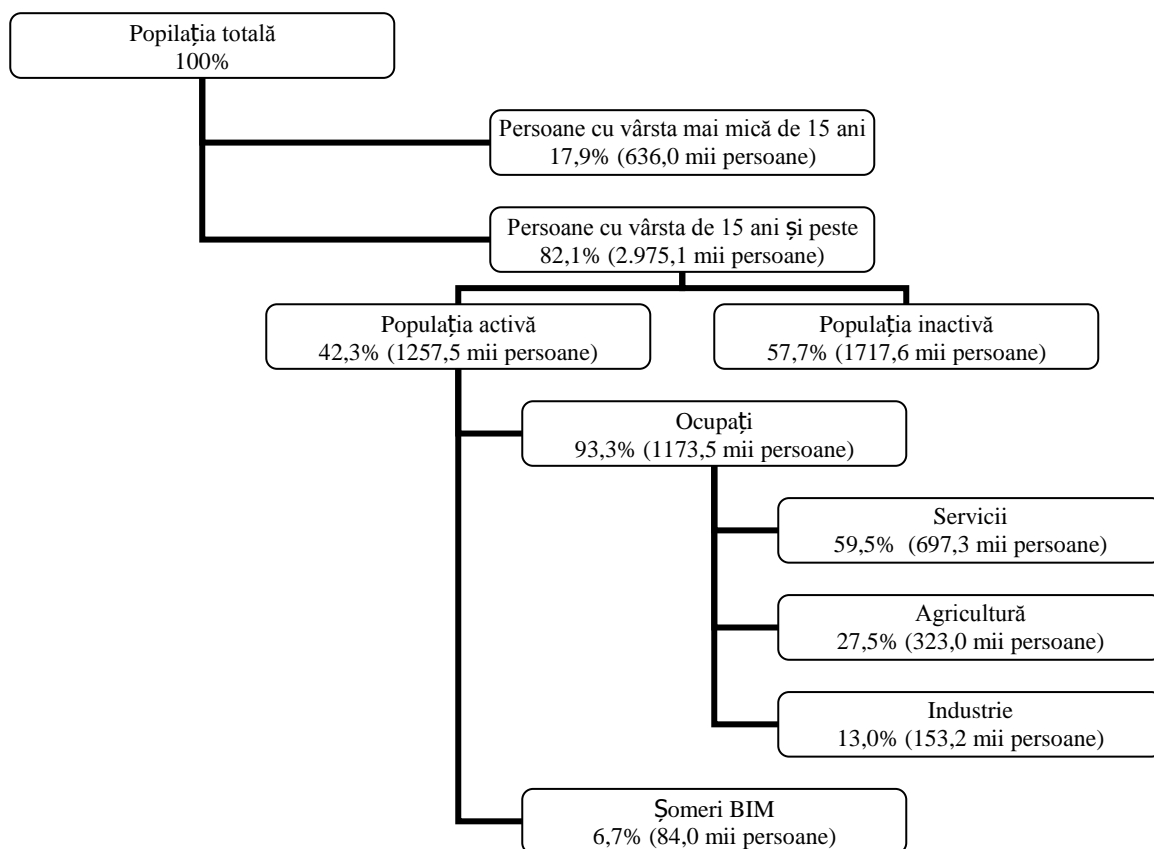 Popilația totală
100%
Persoane cu vârsta mai mică de 15 ani
17,9% (636,0 mii persoane)
Persoane cu vârsta de 15 ani și peste
82,1% (2.975,1 mii persoane)
Populația activă
42,3% (1257,5 mii persoane)
Populația inactivă
57,7% (1717,6 mii persoane)
Ocupați
93,3% (1173,5 mii persoane)
Servicii
59,5% (697,3 mii persoane)
Agricultură
27,5% (323,0 mii persoane)
Industrie
13,0% (153,2 mii persoane)
Șomeri BIM
6,7% (84,0 mii persoane)